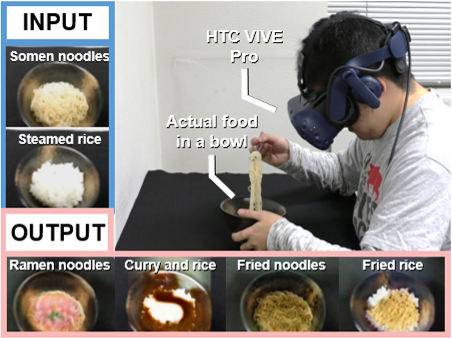 INPUT
Somen noodles
Steamed rice
HTC VIVE
Pro
Actual food
in a bowl
OUTPUT
Ramen noodles
Curry and rice
Fried noodles
Fried rice